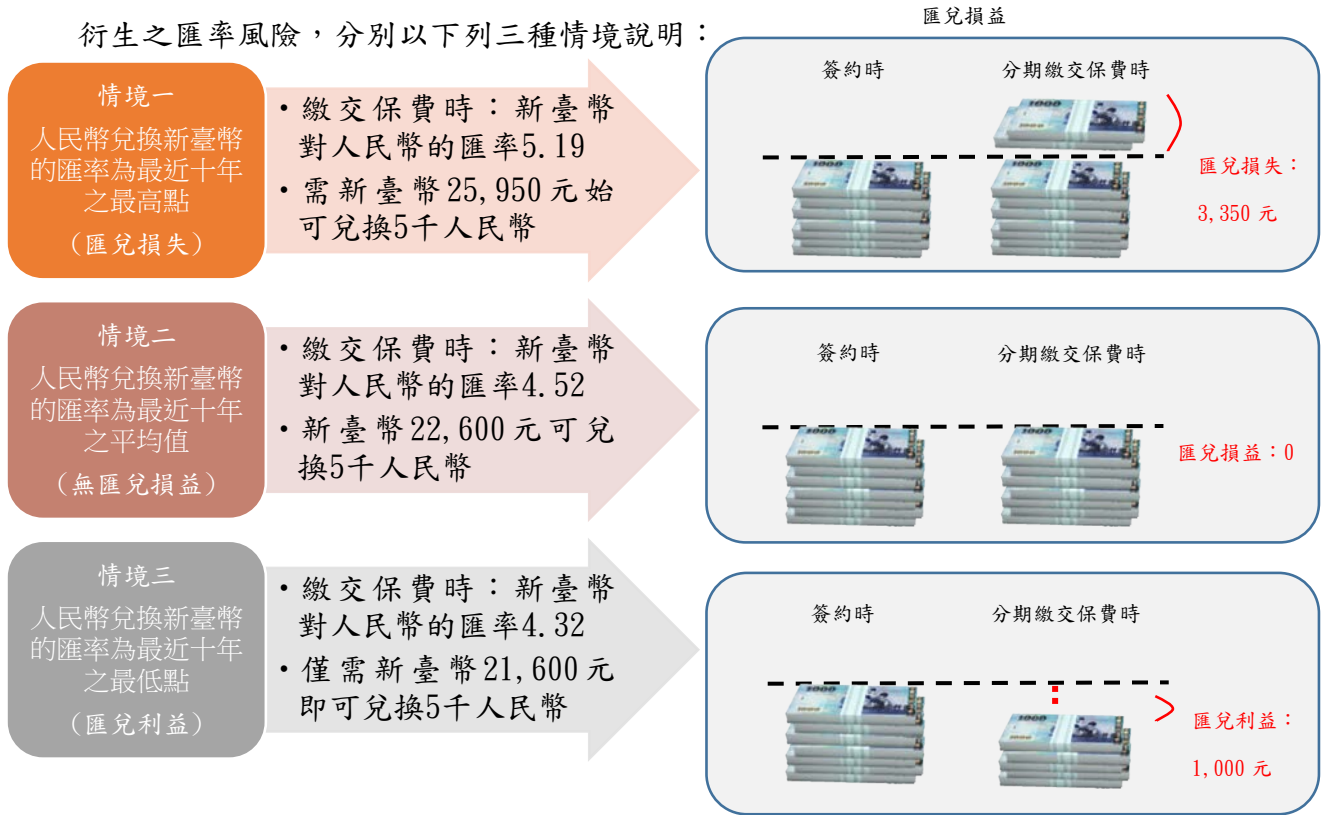 衍生之匯率風險，分別以下列三種情境說明：
匯兌損益
情境一
人民幣兌換新臺幣
的匯率為最近十年
之最高點
（匯兌損失）
・繳交保費時：新臺幣
對人民幣的匯率5.19
・需新臺幣25,950元始
可兌換5千人民幣
簽約時
分期繳交保費時
匯兌損失：
3,350 元
情境二
人民幣兌換新臺幣
的匯率為最近十年
之平均值
（無匯兌損益）
・繳交保費時：新臺幣
對人民幣的匯率4.52
・新臺幣22,600元可兌
換5千人民幣
簽約時
分期繳交保費時
匯兌損益：0
情境三
人民幣兌換新臺幣
的匯率為最近十年
之最低點
（匯兌利益）
・繳交保費時：新臺幣
對人民幣的匯率4.32
・僅需新臺幣21,600元
即可兌換5千人民幣
簽約時
分期繳交保費時
匯兌利益：
1,000 元